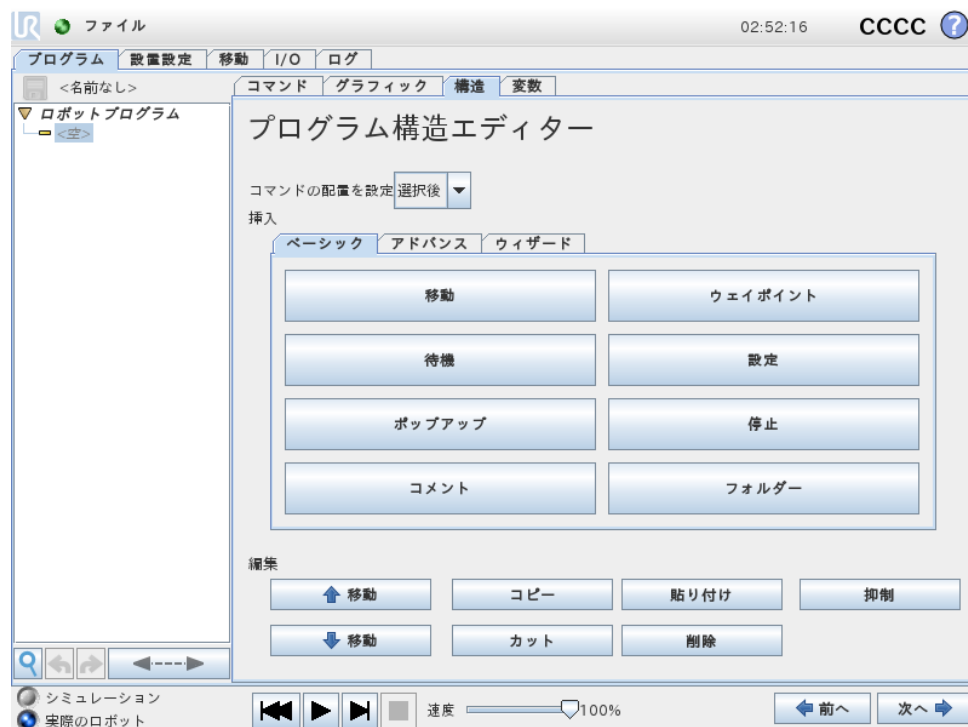 UR ファイル 02:52:16 CCCC ?
プログラム 設置設定 移動 I/O ログ
<名前なし>
コマンド グラフィック 構造 変数
ロボットプログラム
<空>
プログラム構造エディター
コマンドの配置を設定 選択後
挿入
ベーシック アドバンス ウィザード
移動 ウェイポイント
待機 設定
ポップアップ 停止
コメント フォルダー
編集
移動 コピー 貼り付け 抑制
移動 カット 削除
シミュレーション
実際のロボット
速度 100% 前へ 次へ